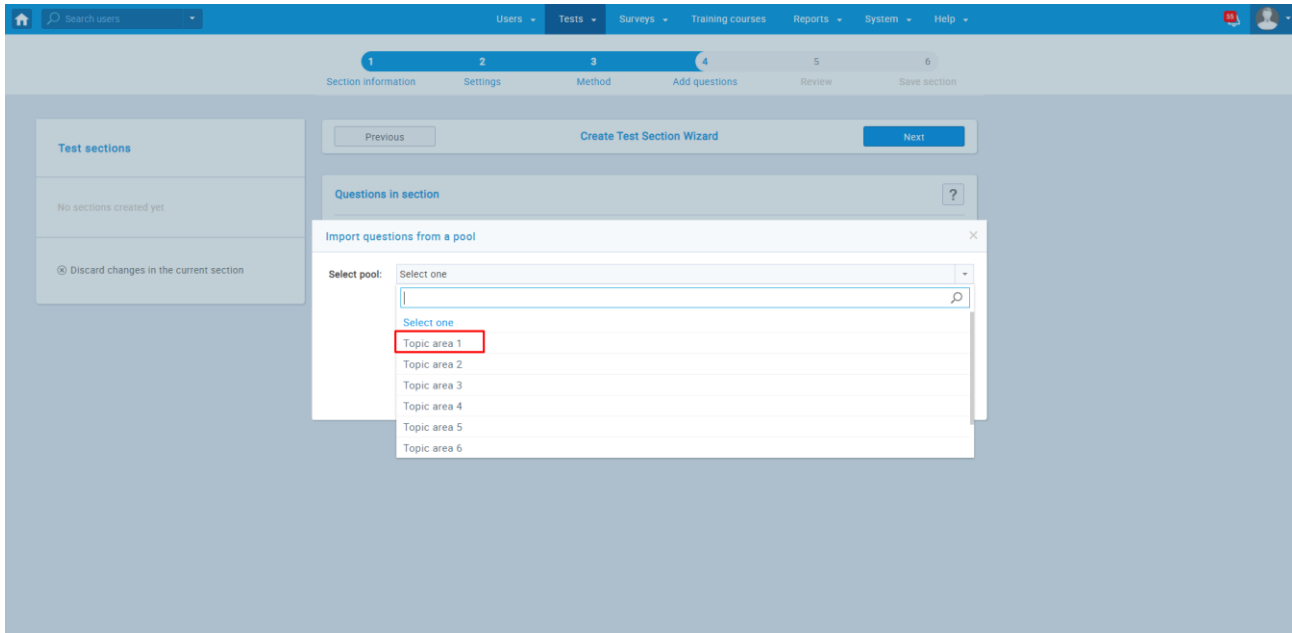 Search users
Users Tests Surveys Training courses Reports System Help
55
1 2 3 4 5 6
Section information Settings Method Add questions Review Save section
Test sections
Previous Create Test Section Wizard Next
No sections created yet
Questions in section ?
Import questions from a pool ×
Discard changes in the current section
Select pool: Select one
Select one
Topic area 1
Topic area 2
Topic area 3
Topic area 4
Topic area 5
Topic area 6